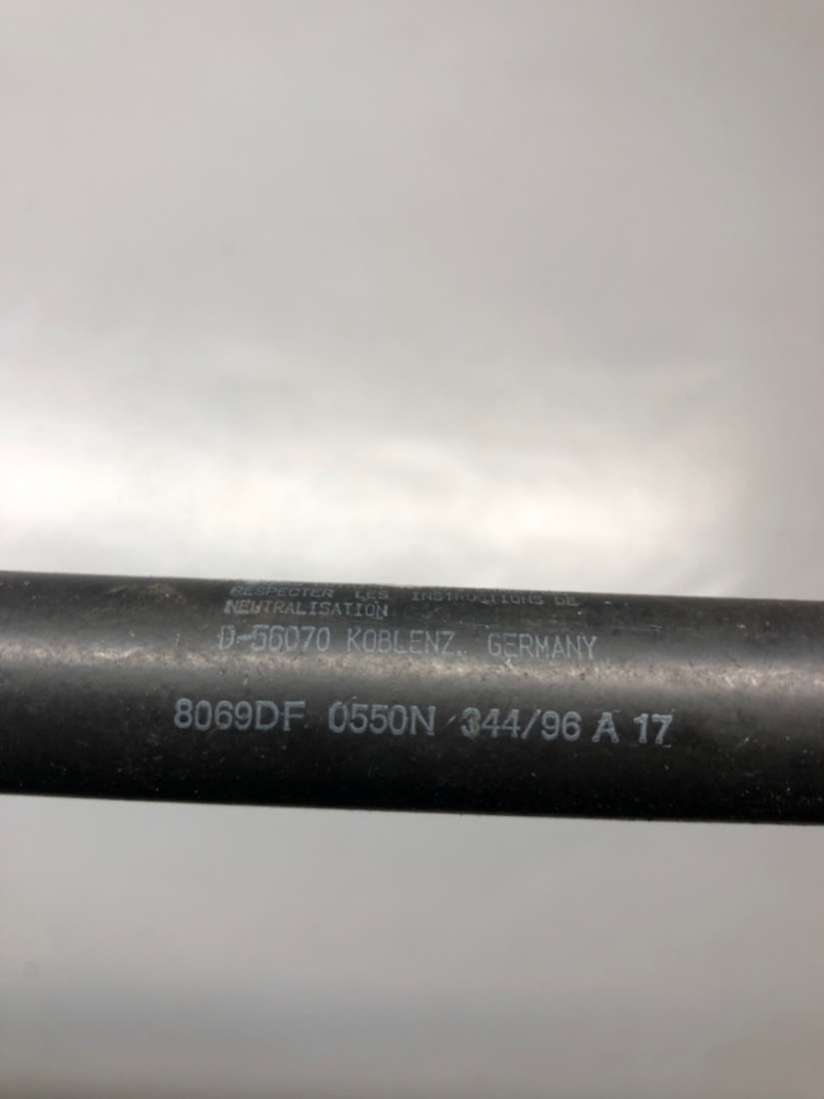 RESPECTER LES INSTRUCTIONS DE
NEUTRALISATION
D-56070 KOBLENZ, GERMANY
8069DF 0550N 344/96 A 17